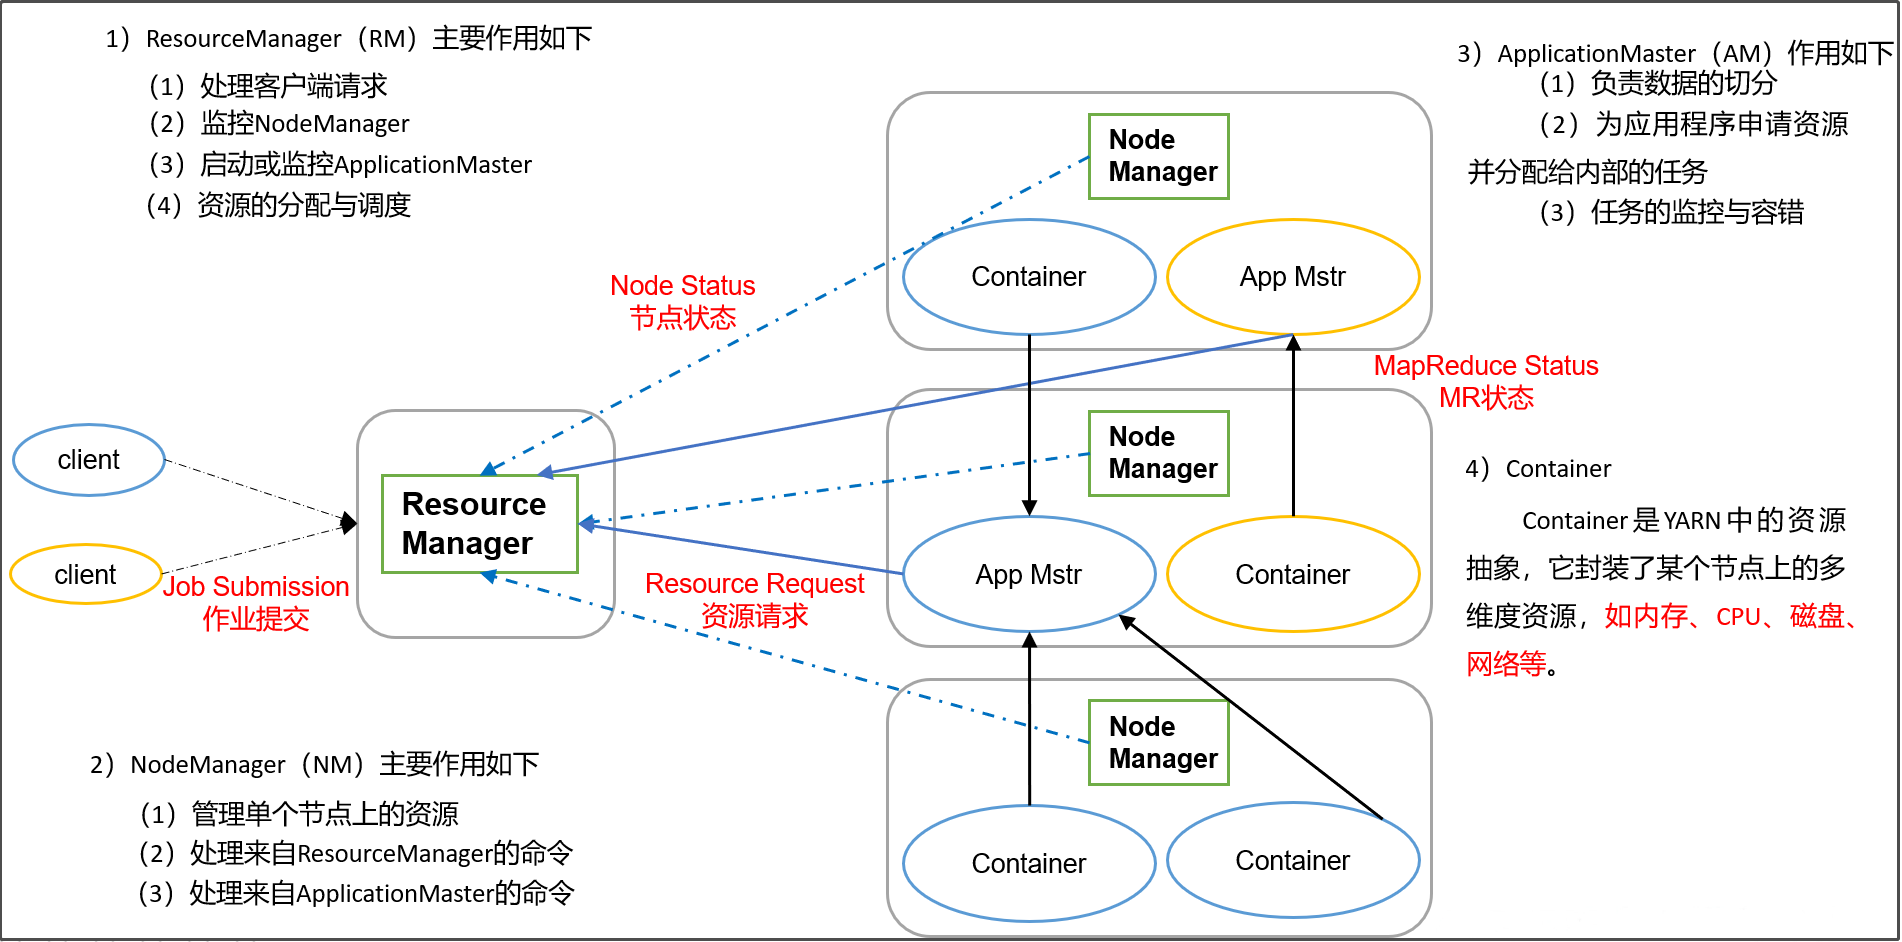 1）ResourceManager（RM）主要作用如下
（1）处理客户端请求
（2）监控NodeManager
（3）启动或监控ApplicationMaster
（4）资源的分配与调度
3）ApplicationMaster（AM）作用如下
（1）负责数据的切分
（2）为应用程序申请资源
并分配给内部的任务
（3）任务的监控与容错
Node
Manager
Container
App Mstr
Node Status
节点状态
MapReduce Status
MR状态
client
client
Job Submission
作业提交
Resource
Manager
Resource Request
资源请求
Node
Manager
App Mstr
Container
4）Container
Container是YARN中的资源
抽象，它封装了某个节点上的多
维度资源，如内存、CPU、磁盘、
网络等。
Node
Manager
Container
Container
2）NodeManager（NM）主要作用如下
（1）管理单个节点上的资源
（2）处理来自ResourceManager的命令
（3）处理来自ApplicationMaster的命令